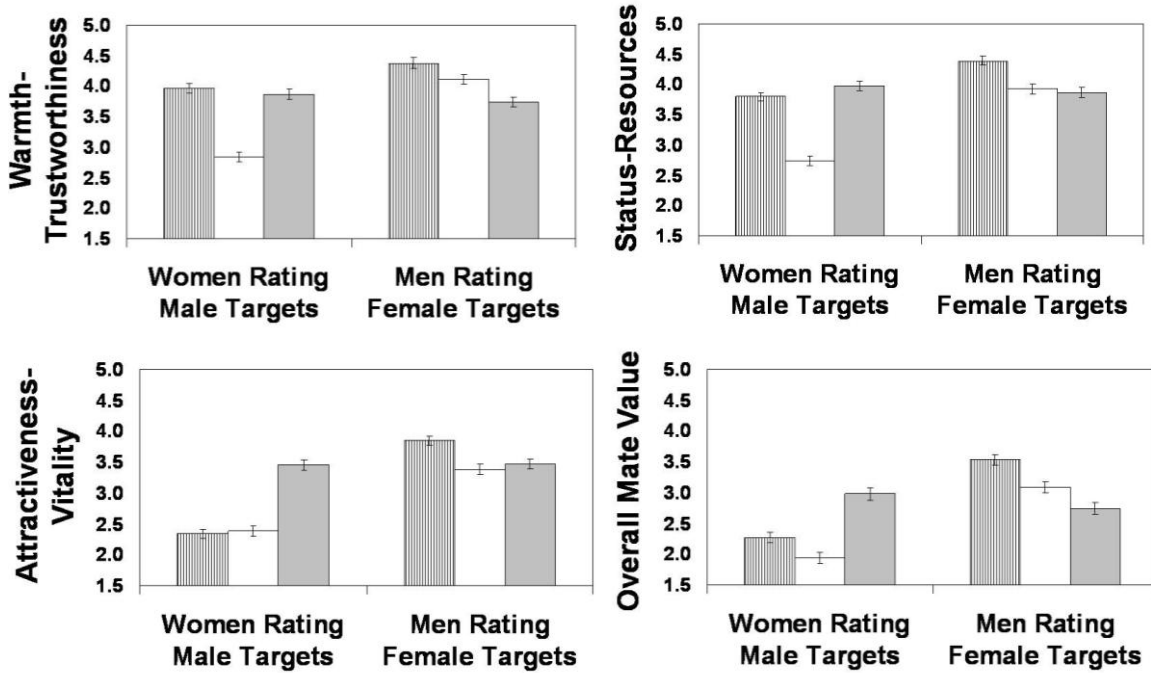 Warmth-
Trustworthiness
5.0
4.5
4.0
3.5
3.0
2.5
2.0
1.5
Women Rating
Male Targets
Men Rating
Female Targets
Status-Resources
5.0
4.5
4.0
3.5
3.0
2.5
2.0
1.5
Women Rating
Male Targets
Men Rating
Female Targets
Attractiveness-
Vitality
5.0
4.5
4.0
3.5
3.0
2.5
2.0
1.5
Women Rating
Male Targets
Men Rating
Female Targets
Overall Mate Value
5.0
4.5
4.0
3.5
3.0
2.5
2.0
1.5
Women Rating
Male Targets
Men Rating
Female Targets